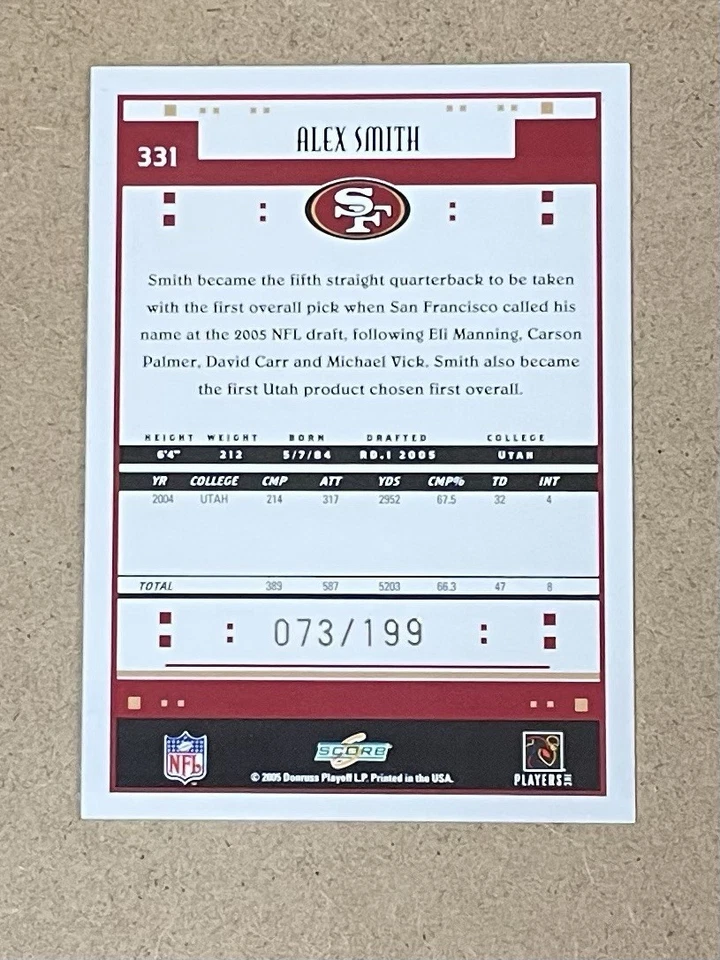 ALEX SMITH
331
SF
Smith became the fifth straight quarterback to be taken
with the first overall pick when San Francisco called his
name at the 2005 NFL draft, following Eli Manning, Carson
Palmer, David Carr and Michael Vick. Smith also became
the first Utah product chosen first overall.
HEIGHT WEIGHT BORN DRAFTED COLLEGE
6'4" 212 5/7/84 RD.1 2005 UTAH
YR COLLEGE CMP ATT YDS CMP% TD INT
2004 UTAH 214 317 2952 67.5 32 4
TOTAL 389 587 5203 66.3 47 8
073/199
NFL SCORE PLAYERS INC
© 2005 Donruss Playoff L.P. Printed in the USA.